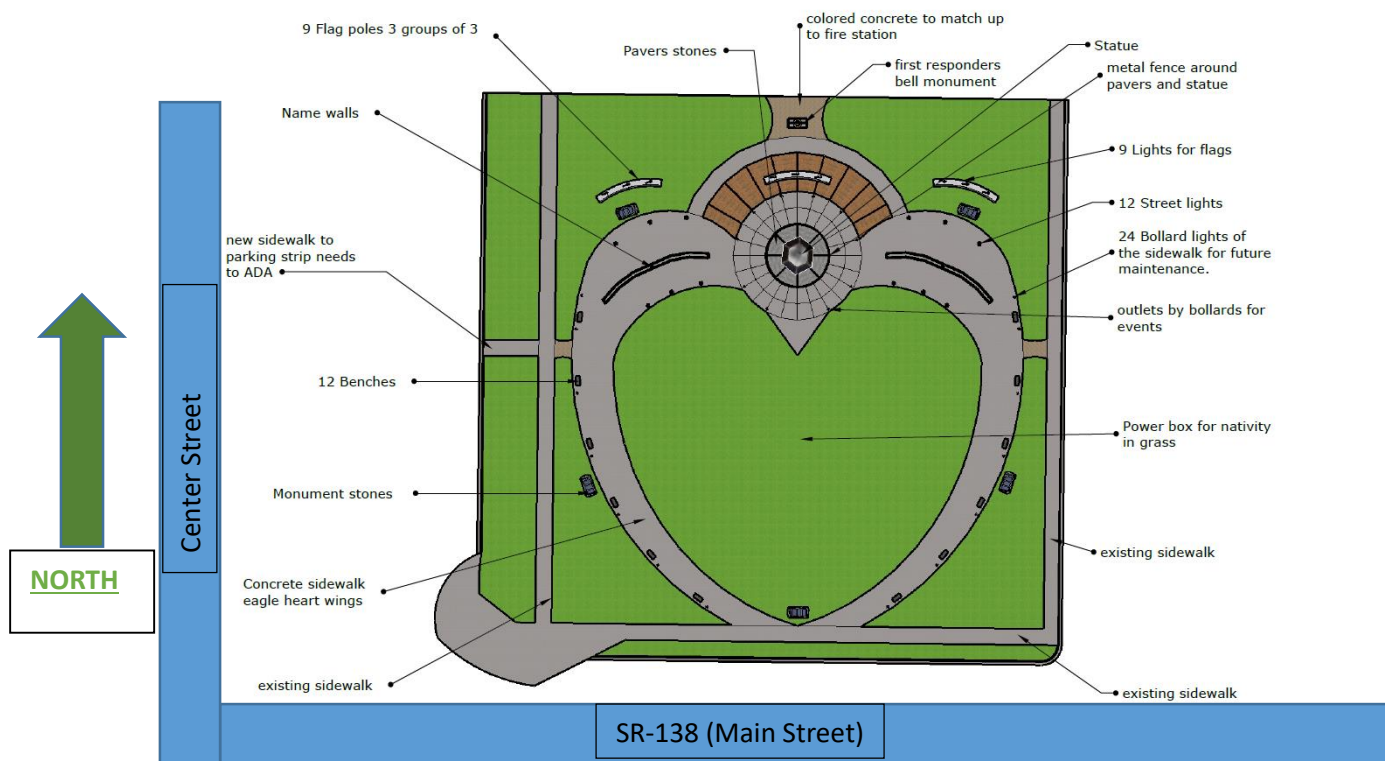 9 Flag poles 3 groups of 3
colored concrete to match up
to fire station
Pavers stones
Statue
first responders
bell monument
metal fence around
pavers and statue
Name walls
9 Lights for flags
12 Street lights
new sidewalk to
parking strip needs
to ADA
24 Bollard lights of
the sidewalk for future
maintenance.
outlets by bollards for
events
12 Benches
Center Street
Power box for nativity
in grass
Monument stones
existing sidewalk
NORTH
Concrete sidewalk
eagle heart wings
existing sidewalk
existing sidewalk
SR-138 (Main Street)